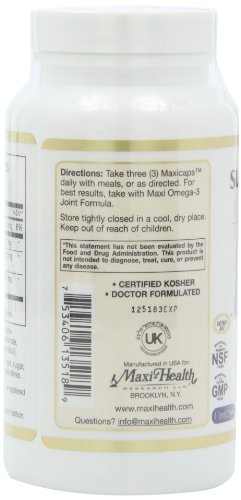 Directions: Take three (3) Maxicaps™
daily with meals, or as directed. For
best results, take with Maxi Omega-3
Joint Formula.
Store tightly closed in a cool, dry place.
Keep out of reach of children.
*This statement has not been evaluated by the
Food and Drug Administration. This product is
not intended to diagnose, treat, cure, or prevent
any disease.
• CERTIFIED KOSHER
• DOCTOR FORMULATED
125183EXP
7 53406 13518 9
UK
Manufactured in USA for:
Maxi Health
RESEARCH LLC
BROOKLYN, N.Y.
www.maxihealth.com
Questions? info@maxihealth.com
NSF
GMP